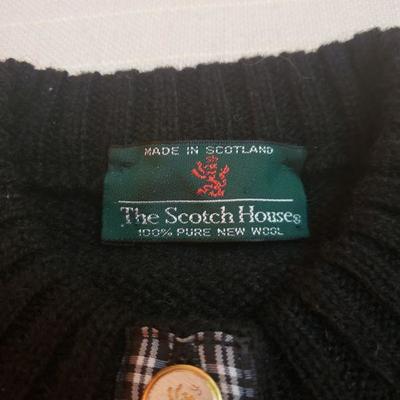 MADE IN SCOTLAND
The Scotch House®
100% PURE NEW WOOL